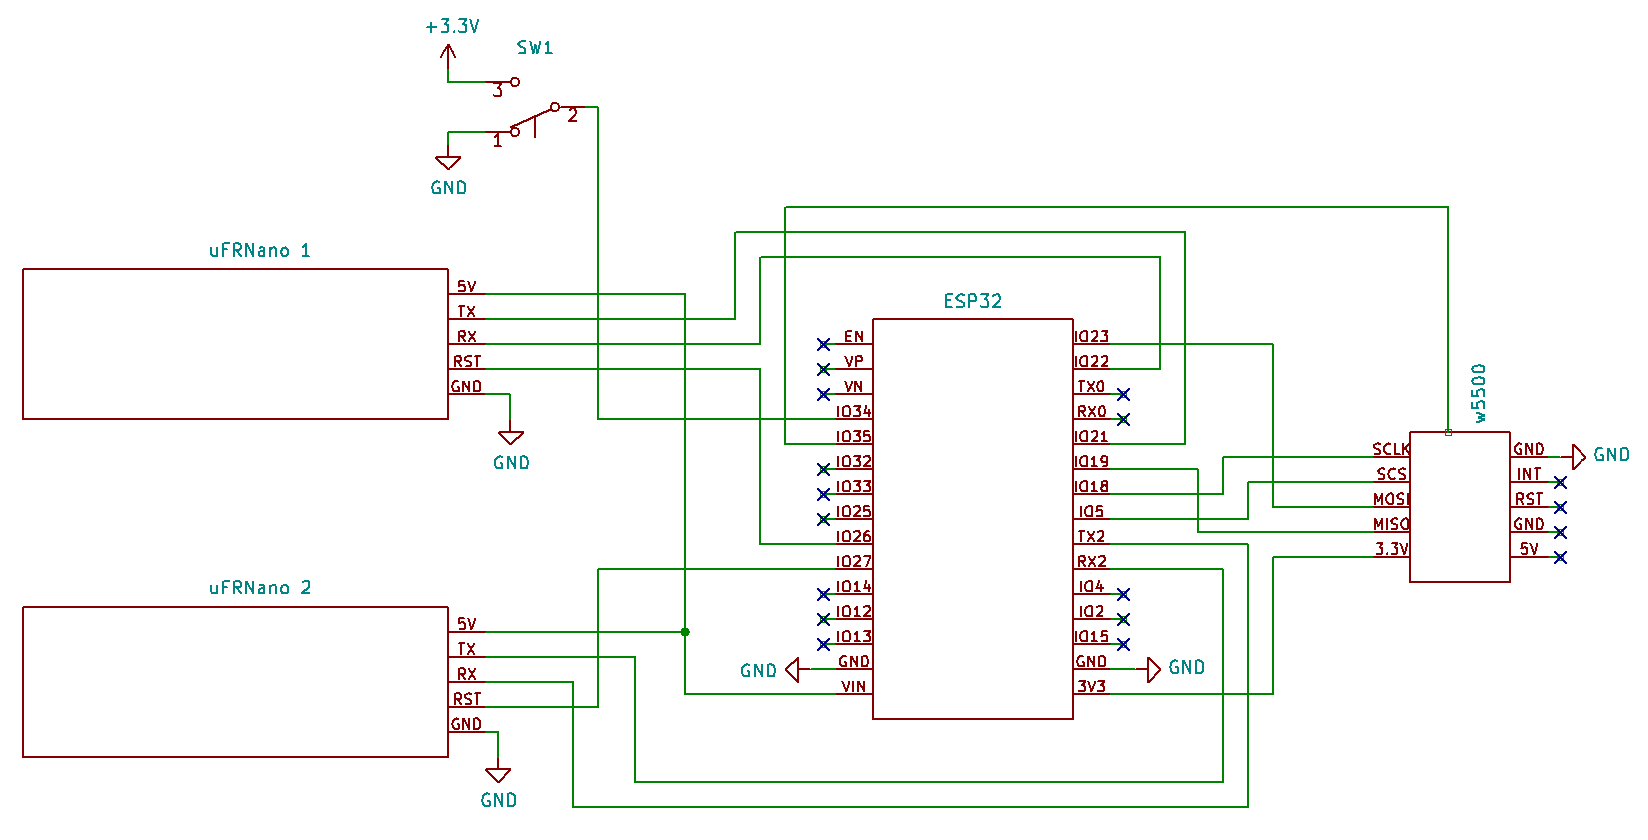 +3.3V
SW1
3
2
1
GND
uFRNano 1
5V
TX
RX
RST
GND
GND
uFRNano 2
5V
TX
RX
RST
GND
GND
ESP32
EN
VP
VN
IO34
IO35
IO32
IO33
IO25
IO26
IO27
IO14
IO12
IO13
GND
VIN
GND
IO23
IO22
TX0
RX0
IO21
IO19
IO18
IO5
TX2
RX2
IO4
IO2
IO15
GND
3V3
GND
w5500
SCLK
SCS
MOSI
MISO
3.3V
GND
INT
RST
GND
5V
GND